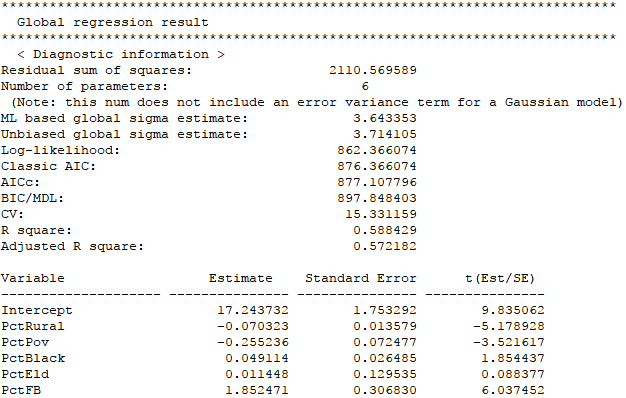 *****************************************************************************
Global regression result
*****************************************************************************
< Diagnostic information >
Residual sum of squares: 2110.569589
Number of parameters: 6
(Note: this num does not include an error variance term for a Gaussian model)
ML based global sigma estimate: 3.643353
Unbiased global sigma estimate: 3.714105
Log-likelihood: 862.366074
Classic AIC: 876.366074
AICc: 877.107796
BIC/MDL: 897.848403
CV: 15.331159
R square: 0.588429
Adjusted R square: 0.572182
Variable Estimate Standard Error t(Est/SE)
-------------------- --------------- --------------- ---------------
Intercept 17.243732 1.753292 9.835062
PctRural -0.070323 0.013579 -5.178928
PctPov -0.255236 0.072477 -3.521617
PctBlack 0.049114 0.026485 1.854437
PctEld 0.011448 0.129535 0.088377
PctFB 1.852471 0.306830 6.037452